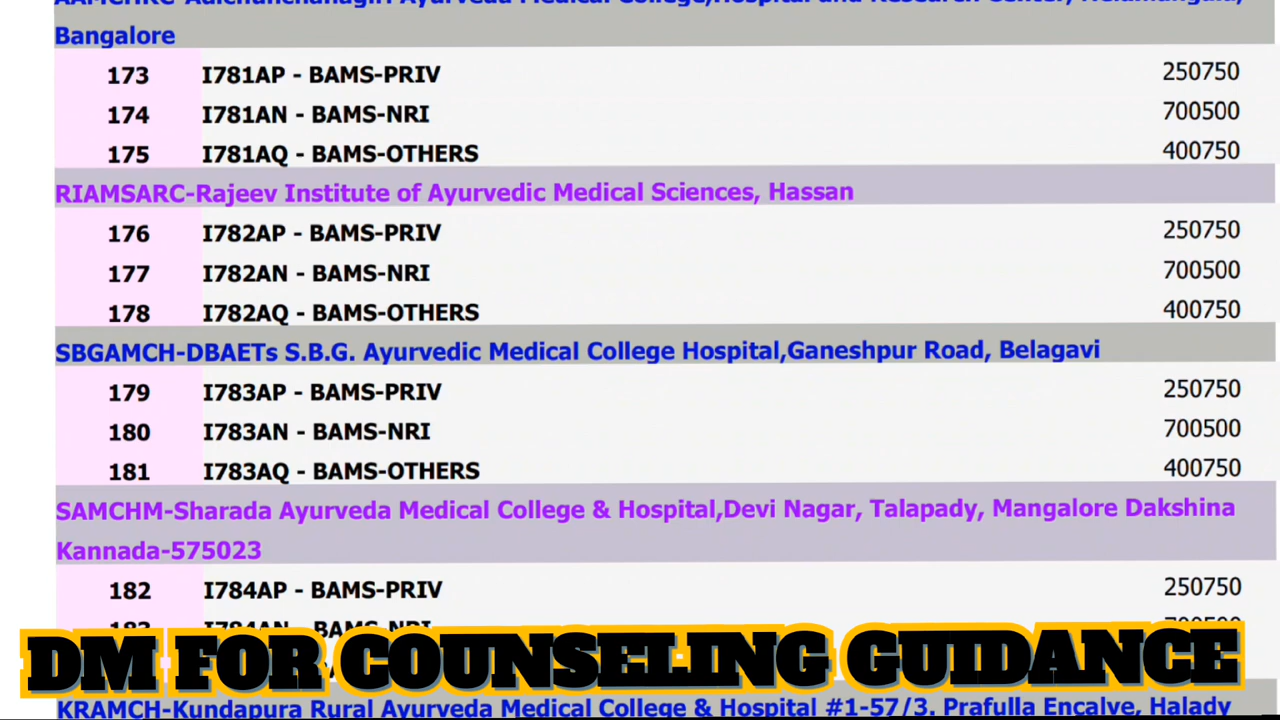 Bangalore
173 I781AP - BAMS-PRIV 250750
174 I781AN - BAMS-NRI 700500
175 I781AQ - BAMS-OTHERS 400750
RIAMSARC-Rajeev Institute of Ayurvedic Medical Sciences, Hassan
176 I782AP - BAMS-PRIV 250750
177 I782AN - BAMS-NRI 700500
178 I782AQ - BAMS-OTHERS 400750
SBGAMCH-DBAETs S.B.G. Ayurvedic Medical College Hospital,Ganeshpur Road, Belagavi
179 I783AP - BAMS-PRIV 250750
180 I783AN - BAMS-NRI 700500
181 I783AQ - BAMS-OTHERS 400750
SAMCHM-Sharada Ayurveda Medical College & Hospital,Devi Nagar, Talapady, Mangalore Dakshina
Kannada-575023
182 I784AP - BAMS-PRIV 250750
DM FOR COUNSELING GUIDANCE
KRAMCH-Kundapura Rural Ayurveda Medical College & Hospital #1-57/3. Prafulla Encalve, Halady